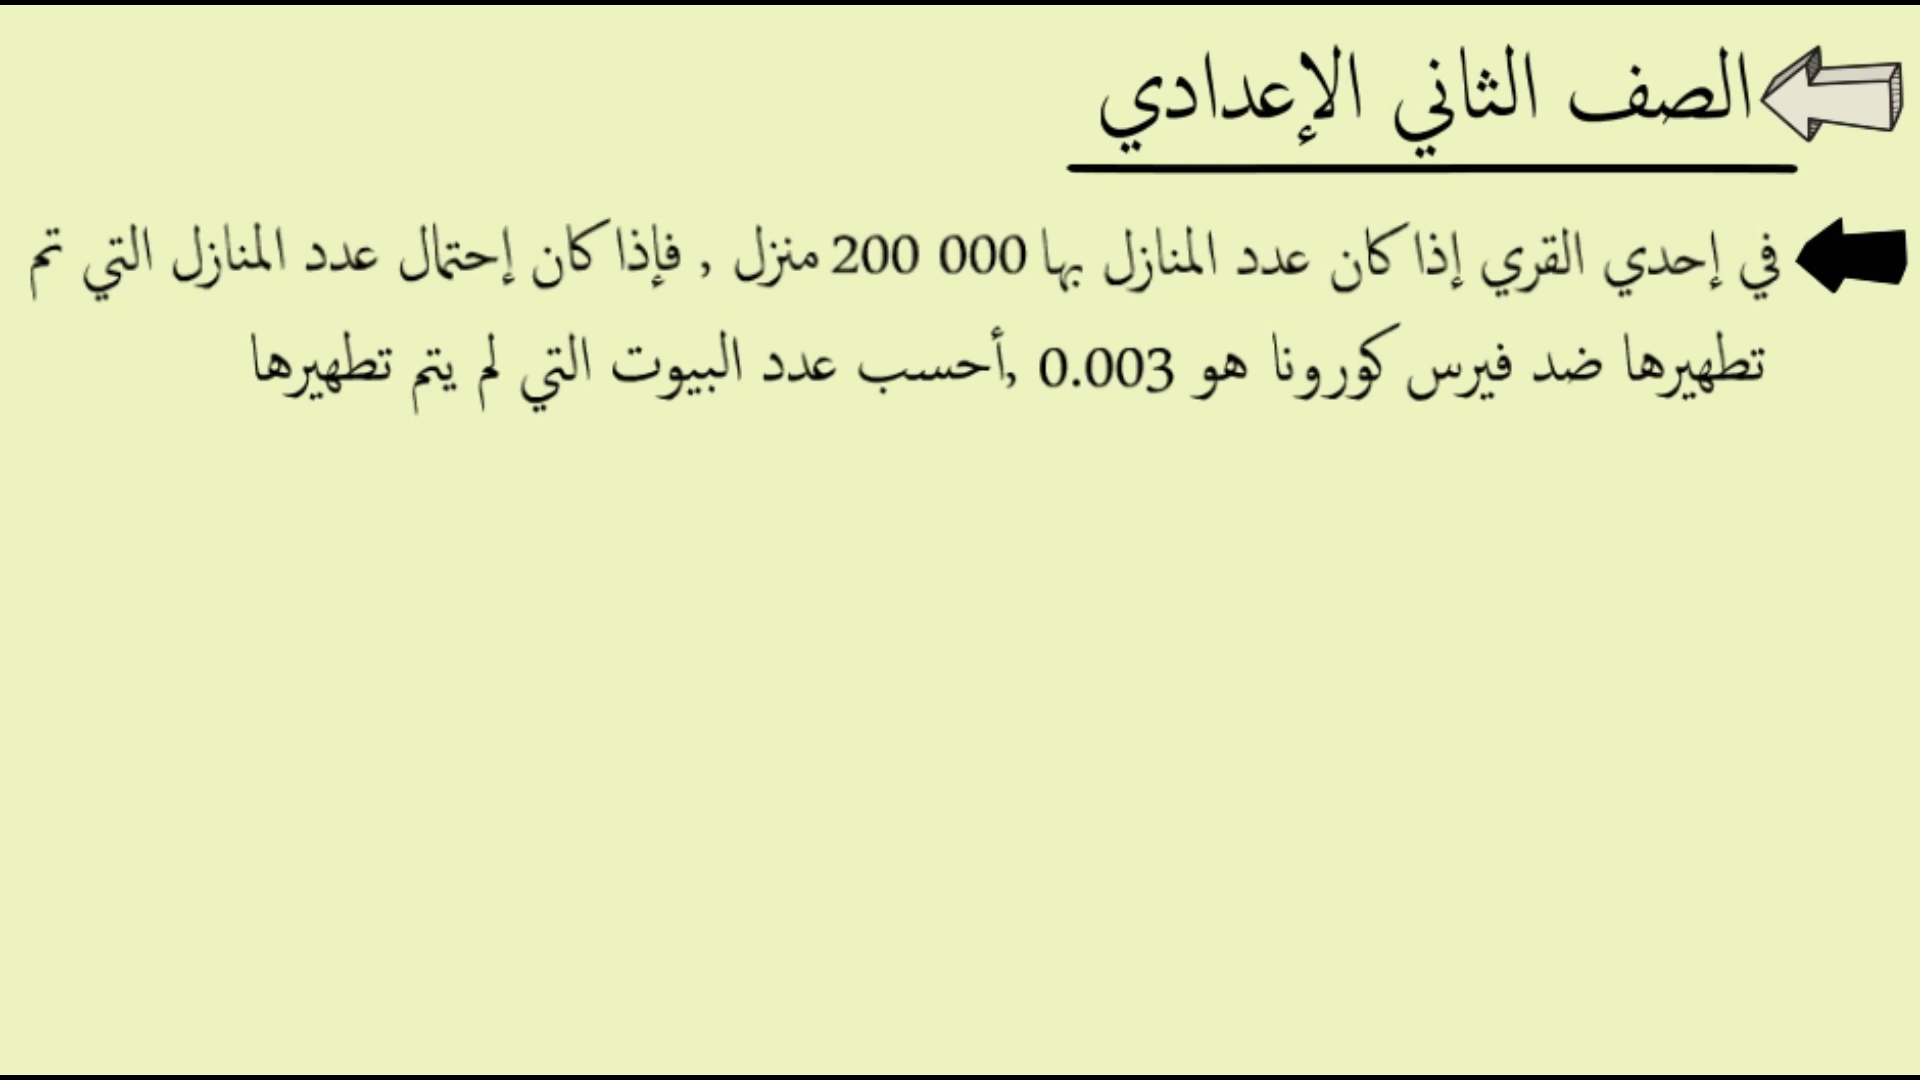 الصف الثاني الإعدادي
في إحدي القري إذا كان عدد المنازل بها 000 200 منزل , فإذا كان إحتمال عدد المنازل التي تم
تطهيرها ضد فيرس كورونا هو 0.003 ,أحسب عدد البيوت التي لم يتم تطهيرها